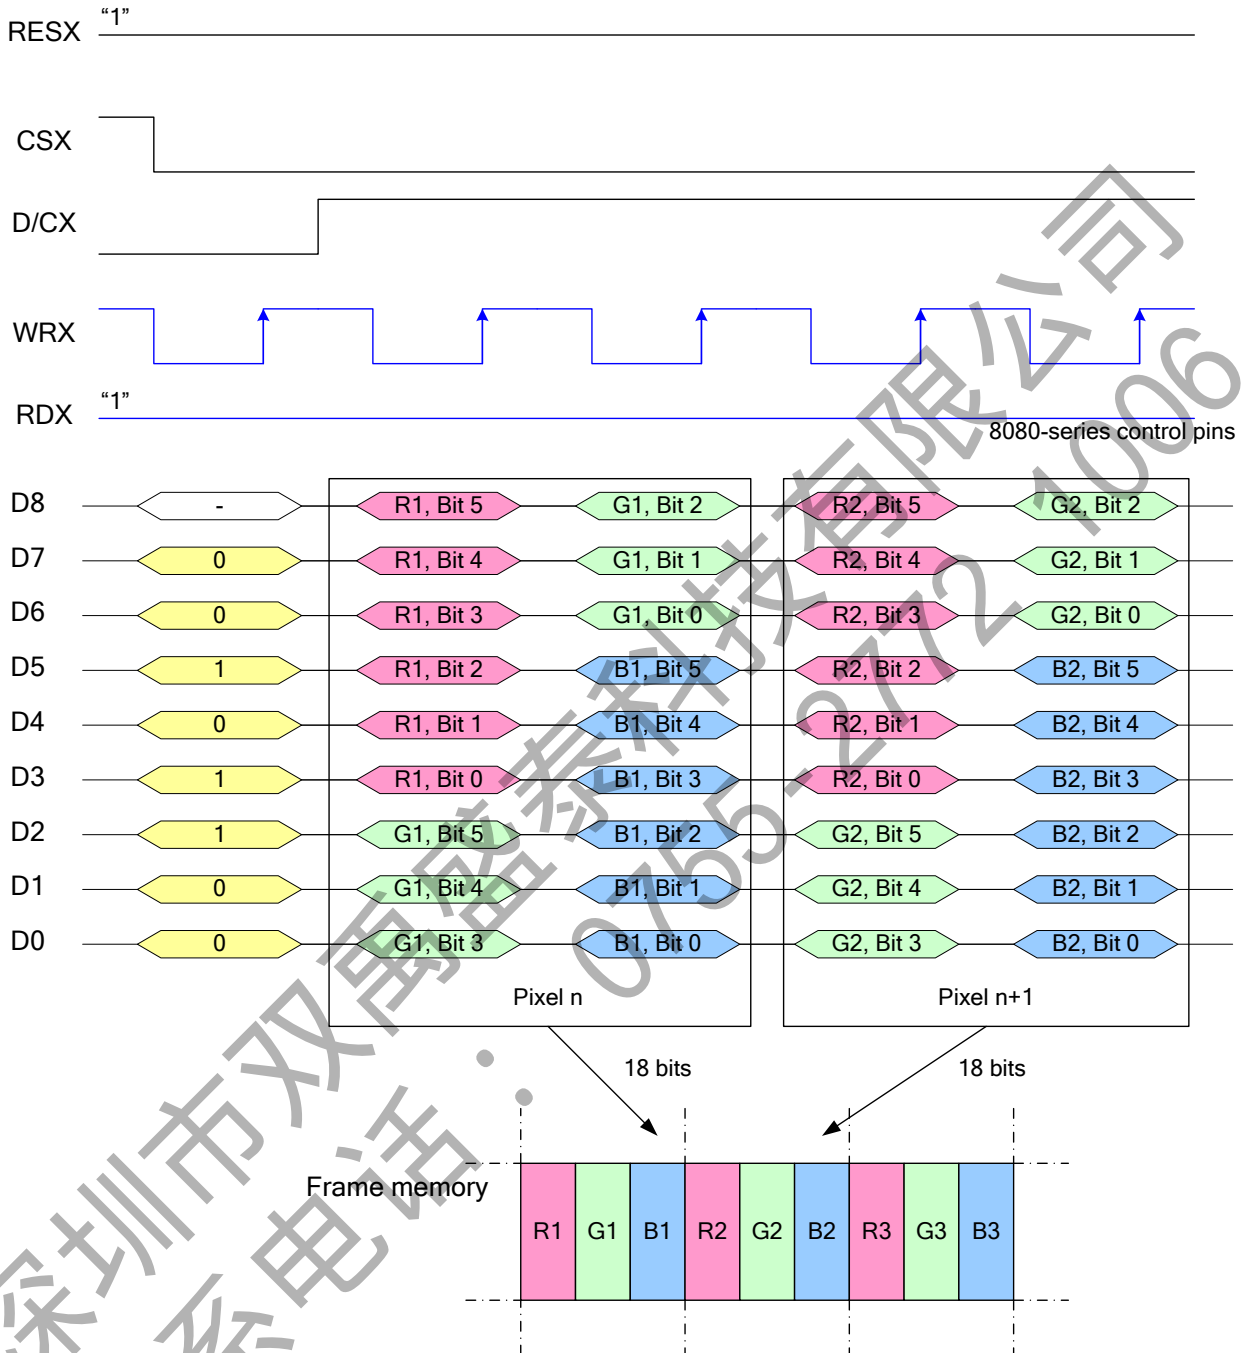 RESX "1"
CSX
D/CX
WRX
RDX "1"
8080-series control pins
D8 - R1, Bit 5 G1, Bit 2 R2, Bit 5 G2, Bit 2
D7 0 R1, Bit 4 G1, Bit 1 R2, Bit 4 G2, Bit 1
D6 0 R1, Bit 3 G1, Bit 0 R2, Bit 3 G2, Bit 0
D5 1 R1, Bit 2 B1, Bit 5 R2, Bit 2 B2, Bit 5
D4 0 R1, Bit 1 B1, Bit 4 R2, Bit 1 B2, Bit 4
D3 1 R1, Bit 0 B1, Bit 3 R2, Bit 0 B2, Bit 3
D2 1 G1, Bit 5 B1, Bit 2 G2, Bit 5 B2, Bit 2
D1 0 G1, Bit 4 B1, Bit 1 G2, Bit 4 B2, Bit 1
D0 0 G1, Bit 3 B1, Bit 0 G2, Bit 3 B2, Bit 0
Pixel n Pixel n+1
18 bits 18 bits
Frame memory
R1 G1 B1 R2 G2 B2 R3 G3 B3
深圳市双禹盛泰科技有限公司
系电话：0755-2772 1006